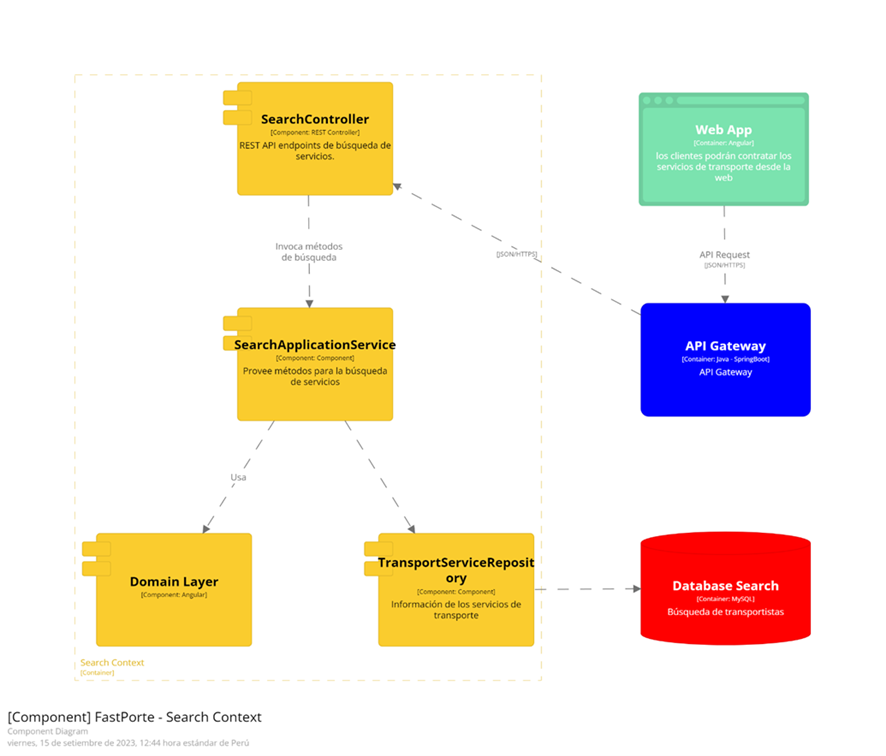 SearchController
[Component: REST Controller]
REST API endpoints de búsqueda de
servicios.
Web App
[Container: Angular]
los clientes podrán contratar los
servicios de transporte desde la
web
Invoca métodos
de búsqueda
[JSON/HTTPS]
API Request
[JSON/HTTPS]
SearchApplicationService
[Component: Component]
Provee métodos para la búsqueda
de servicios
API Gateway
[Container: Java - SpringBoot]
API Gateway
Usa
Domain Layer
[Component: Angular]
TransportServiceReposit
ory
[Component: Component]
Información de los servicios de
transporte
Database Search
[Container: MySQL]
Búsqueda de transportistas
Search Context
[Container]
[Component] FastPorte - Search Context
Component Diagram
viernes, 15 de setiembre de 2023, 12:44 hora estándar de Perú